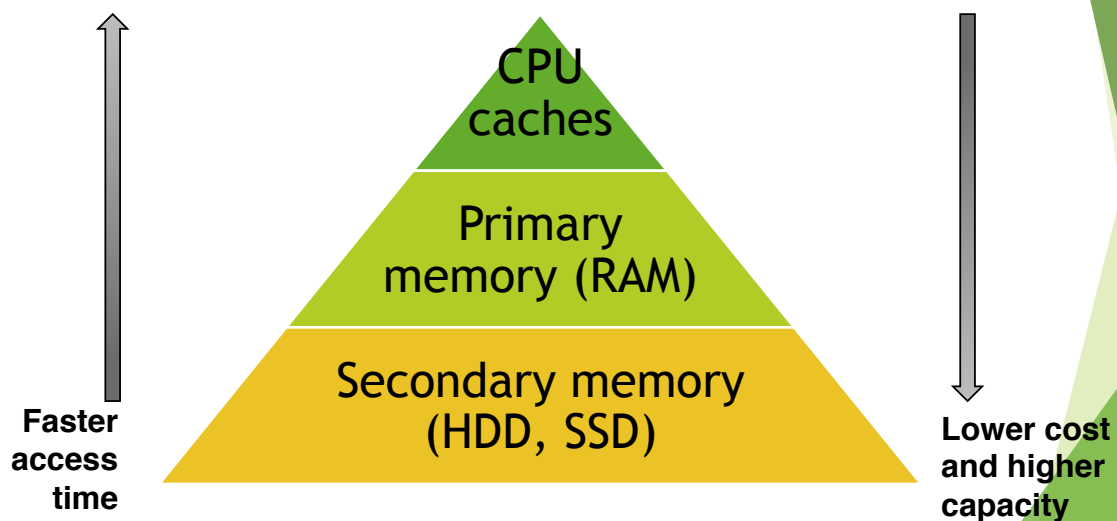 CPU
caches
Primary
memory (RAM)
Secondary memory
(HDD, SSD)
Faster
access
time
Lower cost
and higher
capacity